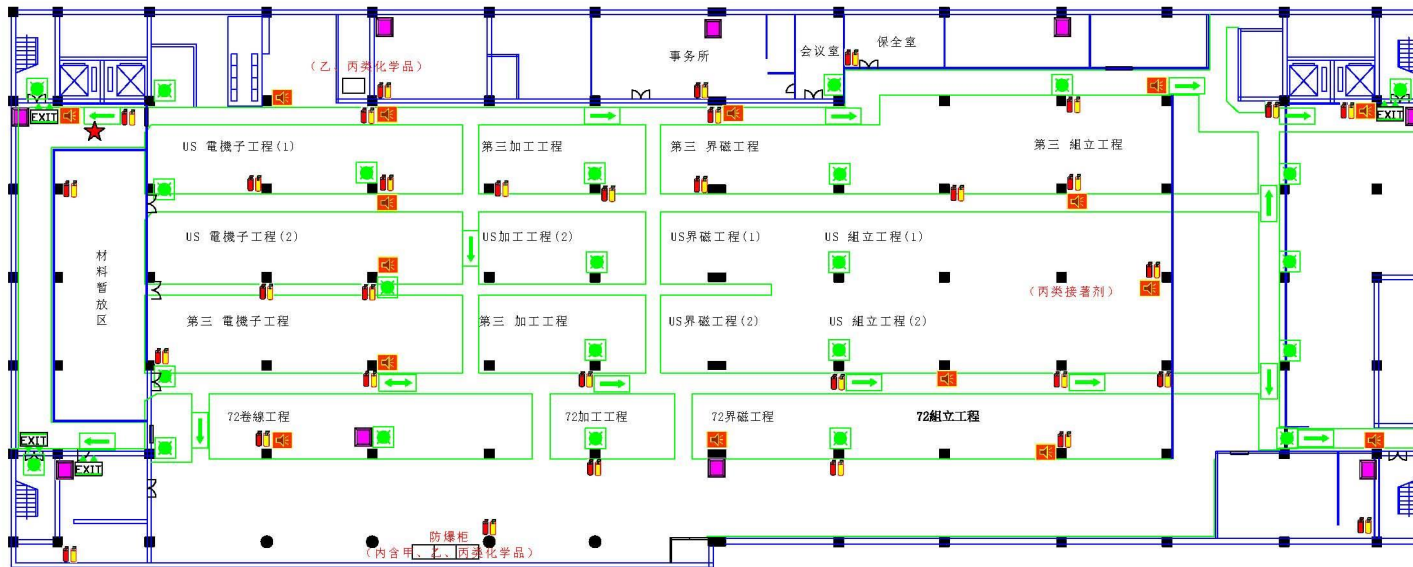 事务所
会议室
保全室
(乙、丙类化学品)
EXIT
EXIT
US 電機子工程(1)
第三加工工程
第三 界磁工程
第三 組立工程
US 電機子工程(2)
US加工工程(2)
US界磁工程(1)
US 組立工程(1)
材料暂放区
(丙类接著剂)
第三 電機子工程
第三 加工工程
US界磁工程(2)
US 組立工程(2)
72卷線工程
72加工工程
72界磁工程
72組立工程
EXIT
EXIT
防爆柜
(内含甲、乙、丙类化学品)